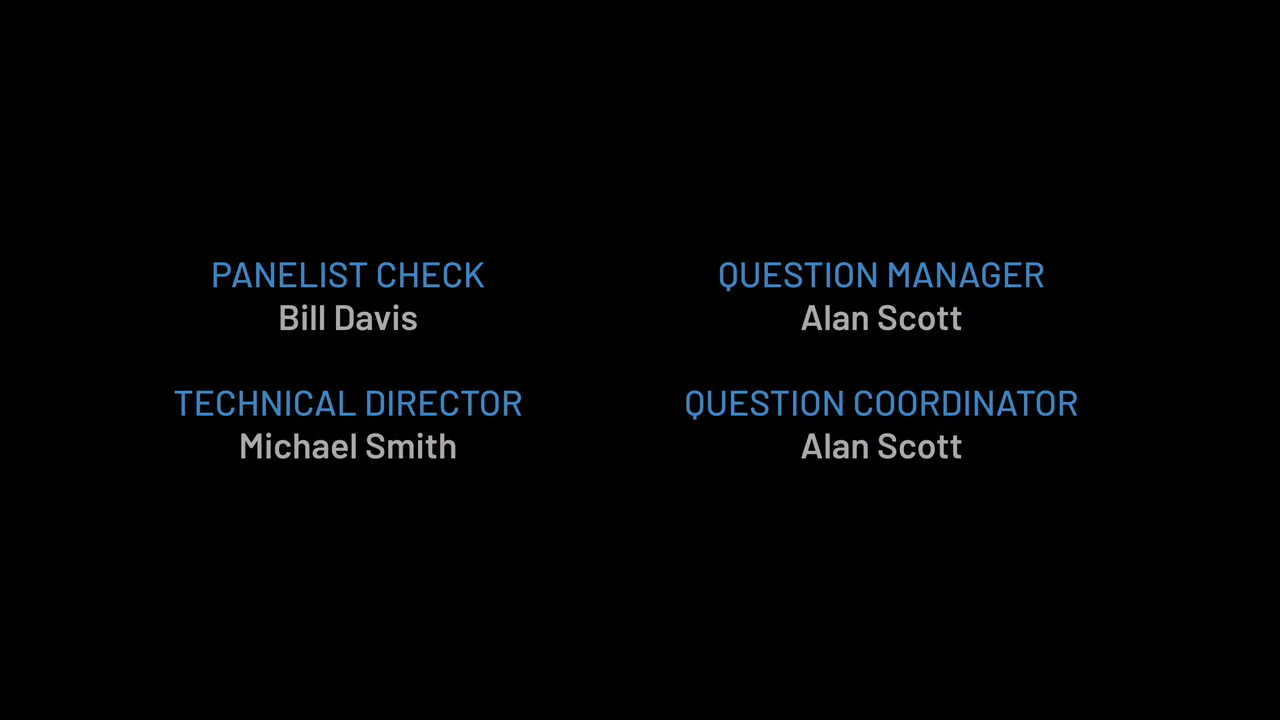 PANELIST CHECK
Bill Davis
TECHNICAL DIRECTOR
Michael Smith
QUESTION MANAGER
Alan Scott
QUESTION COORDINATOR
Alan Scott